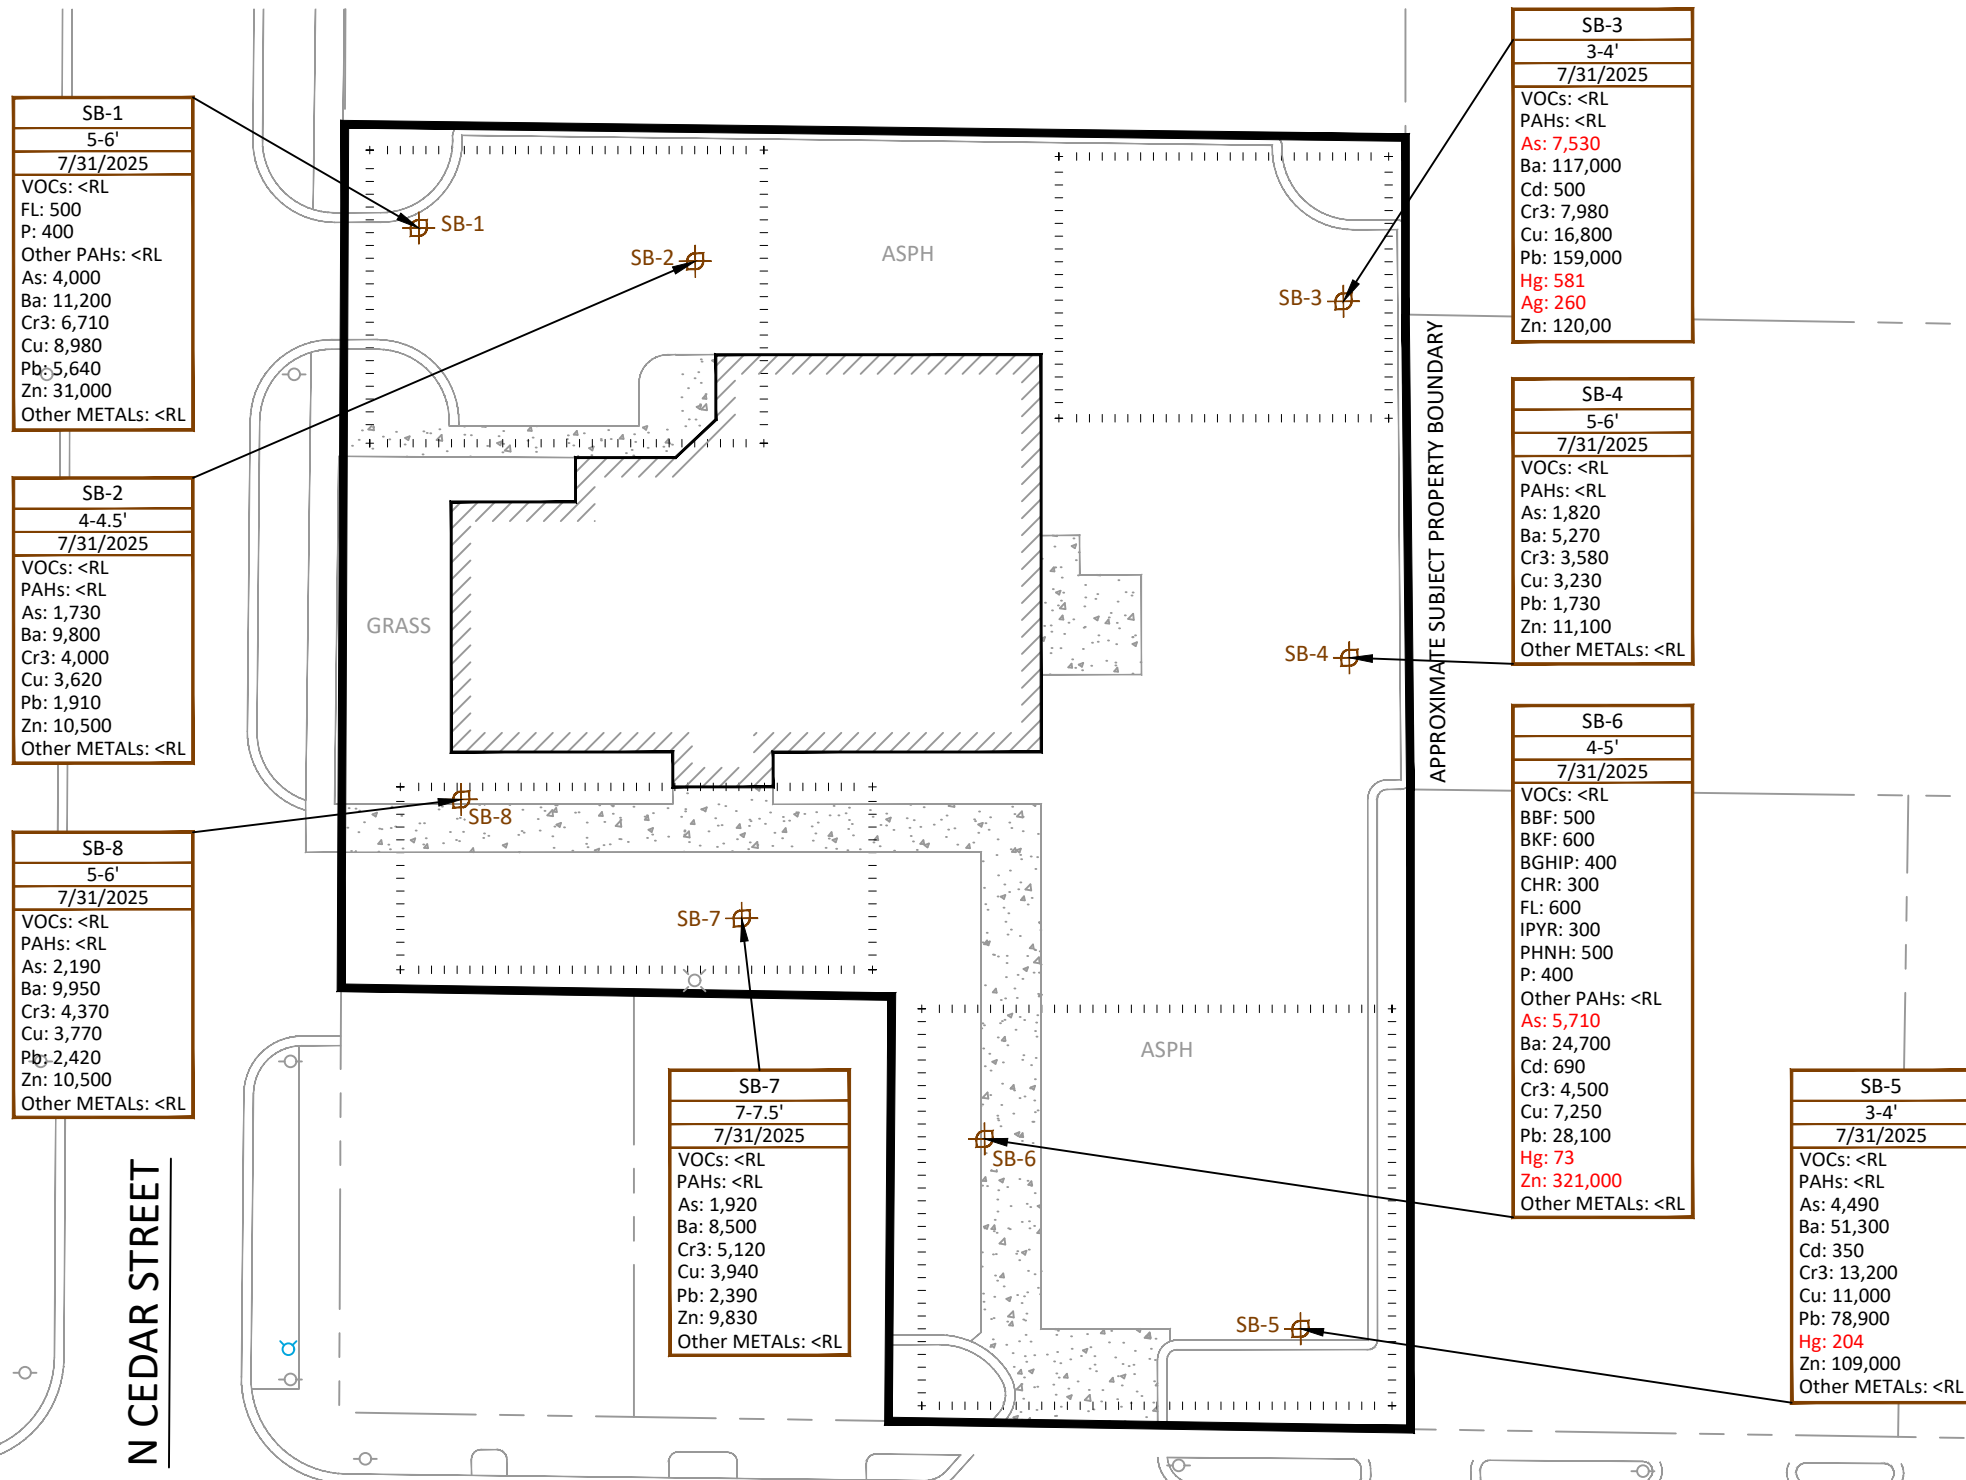 SB-1
5-6'
7/31/2025
VOCs: <RL
FL: 500
P: 400
Other PAHs: <RL
As: 4,000
Ba: 11,200
Cr3: 6,710
Cu: 8,980
Pb: 5,640
Zn: 31,000
Other METALs: <RL
SB-2
4-4.5'
7/31/2025
VOCs: <RL
PAHs: <RL
As: 1,730
Ba: 9,800
Cr3: 4,000
Cu: 3,620
Pb: 1,910
Zn: 10,500
Other METALs: <RL
SB-8
5-6'
7/31/2025
VOCs: <RL
PAHs: <RL
As: 2,190
Ba: 9,950
Cr3: 4,370
Cu: 3,770
Pb: 2,420
Zn: 10,500
Other METALs: <RL
N CEDAR STREET
SB-1
SB-2
ASPH
SB-3
GRASS
SB-4
SB-8
SB-7
ASPH
SB-6
SB-5
APPROXIMATE SUBJECT PROPERTY BOUNDARY
SB-7
7-7.5'
7/31/2025
VOCs: <RL
PAHs: <RL
As: 1,920
Ba: 8,500
Cr3: 5,120
Cu: 3,940
Pb: 2,390
Zn: 9,830
Other METALs: <RL
SB-3
3-4'
7/31/2025
VOCs: <RL
PAHs: <RL
As: 7,530
Ba: 117,000
Cd: 500
Cr3: 7,980
Cu: 16,800
Pb: 159,000
Hg: 581
Ag: 260
Zn: 120,00
SB-4
5-6'
7/31/2025
VOCs: <RL
PAHs: <RL
As: 1,820
Ba: 5,270
Cr3: 3,580
Cu: 3,230
Pb: 1,730
Zn: 11,100
Other METALs: <RL
SB-6
4-5'
7/31/2025
VOCs: <RL
BBF: 500
BKF: 600
BGHIP: 400
CHR: 300
FL: 600
IPYR: 300
PHNH: 500
P: 400
Other PAHs: <RL
As: 5,710
Ba: 24,700
Cd: 690
Cr3: 4,500
Cu: 7,250
Pb: 28,100
Hg: 73
Zn: 321,000
Other METALs: <RL
SB-5
3-4'
7/31/2025
VOCs: <RL
PAHs: <RL
As: 4,490
Ba: 51,300
Cd: 350
Cr3: 13,200
Cu: 11,000
Pb: 78,900
Hg: 204
Zn: 109,000
Other METALs: <RL